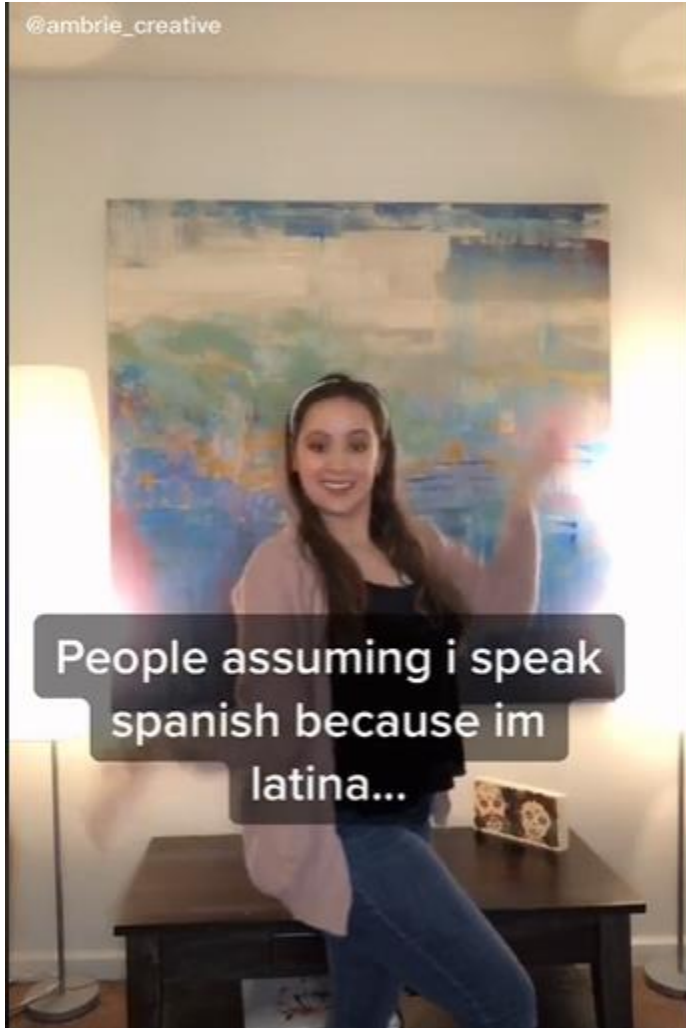 @ambrie_creative
People assuming i speak
spanish because im
latina...